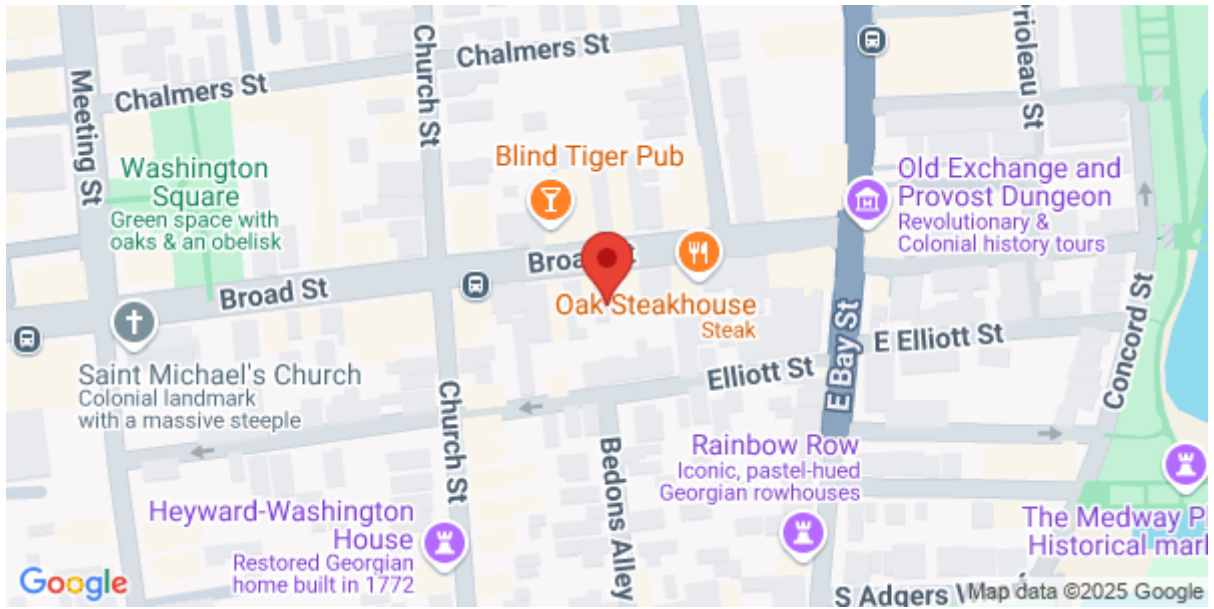 Chalmers St
Chalmers St
Church St
Meeting St
Prioleau St
Washington
Square
Green space with
oaks & an obelisk
Blind Tiger Pub
Old Exchange and
Provost Dungeon
Revolutionary &
Colonial history tours
Broad St
Oak Steakhouse
Steak
E Bay St
E Elliott St
Concord St
Saint Michael's Church
Colonial landmark
with a massive steeple
Elliott St
Church St
Bedons Alley
Rainbow Row
Iconic, pastel-hued
Georgian rowhouses
Heyward-Washington
House
Restored Georgian
home built in 1772
The Medway
Historical
Google
S Adgers
Map data ©2025 Google